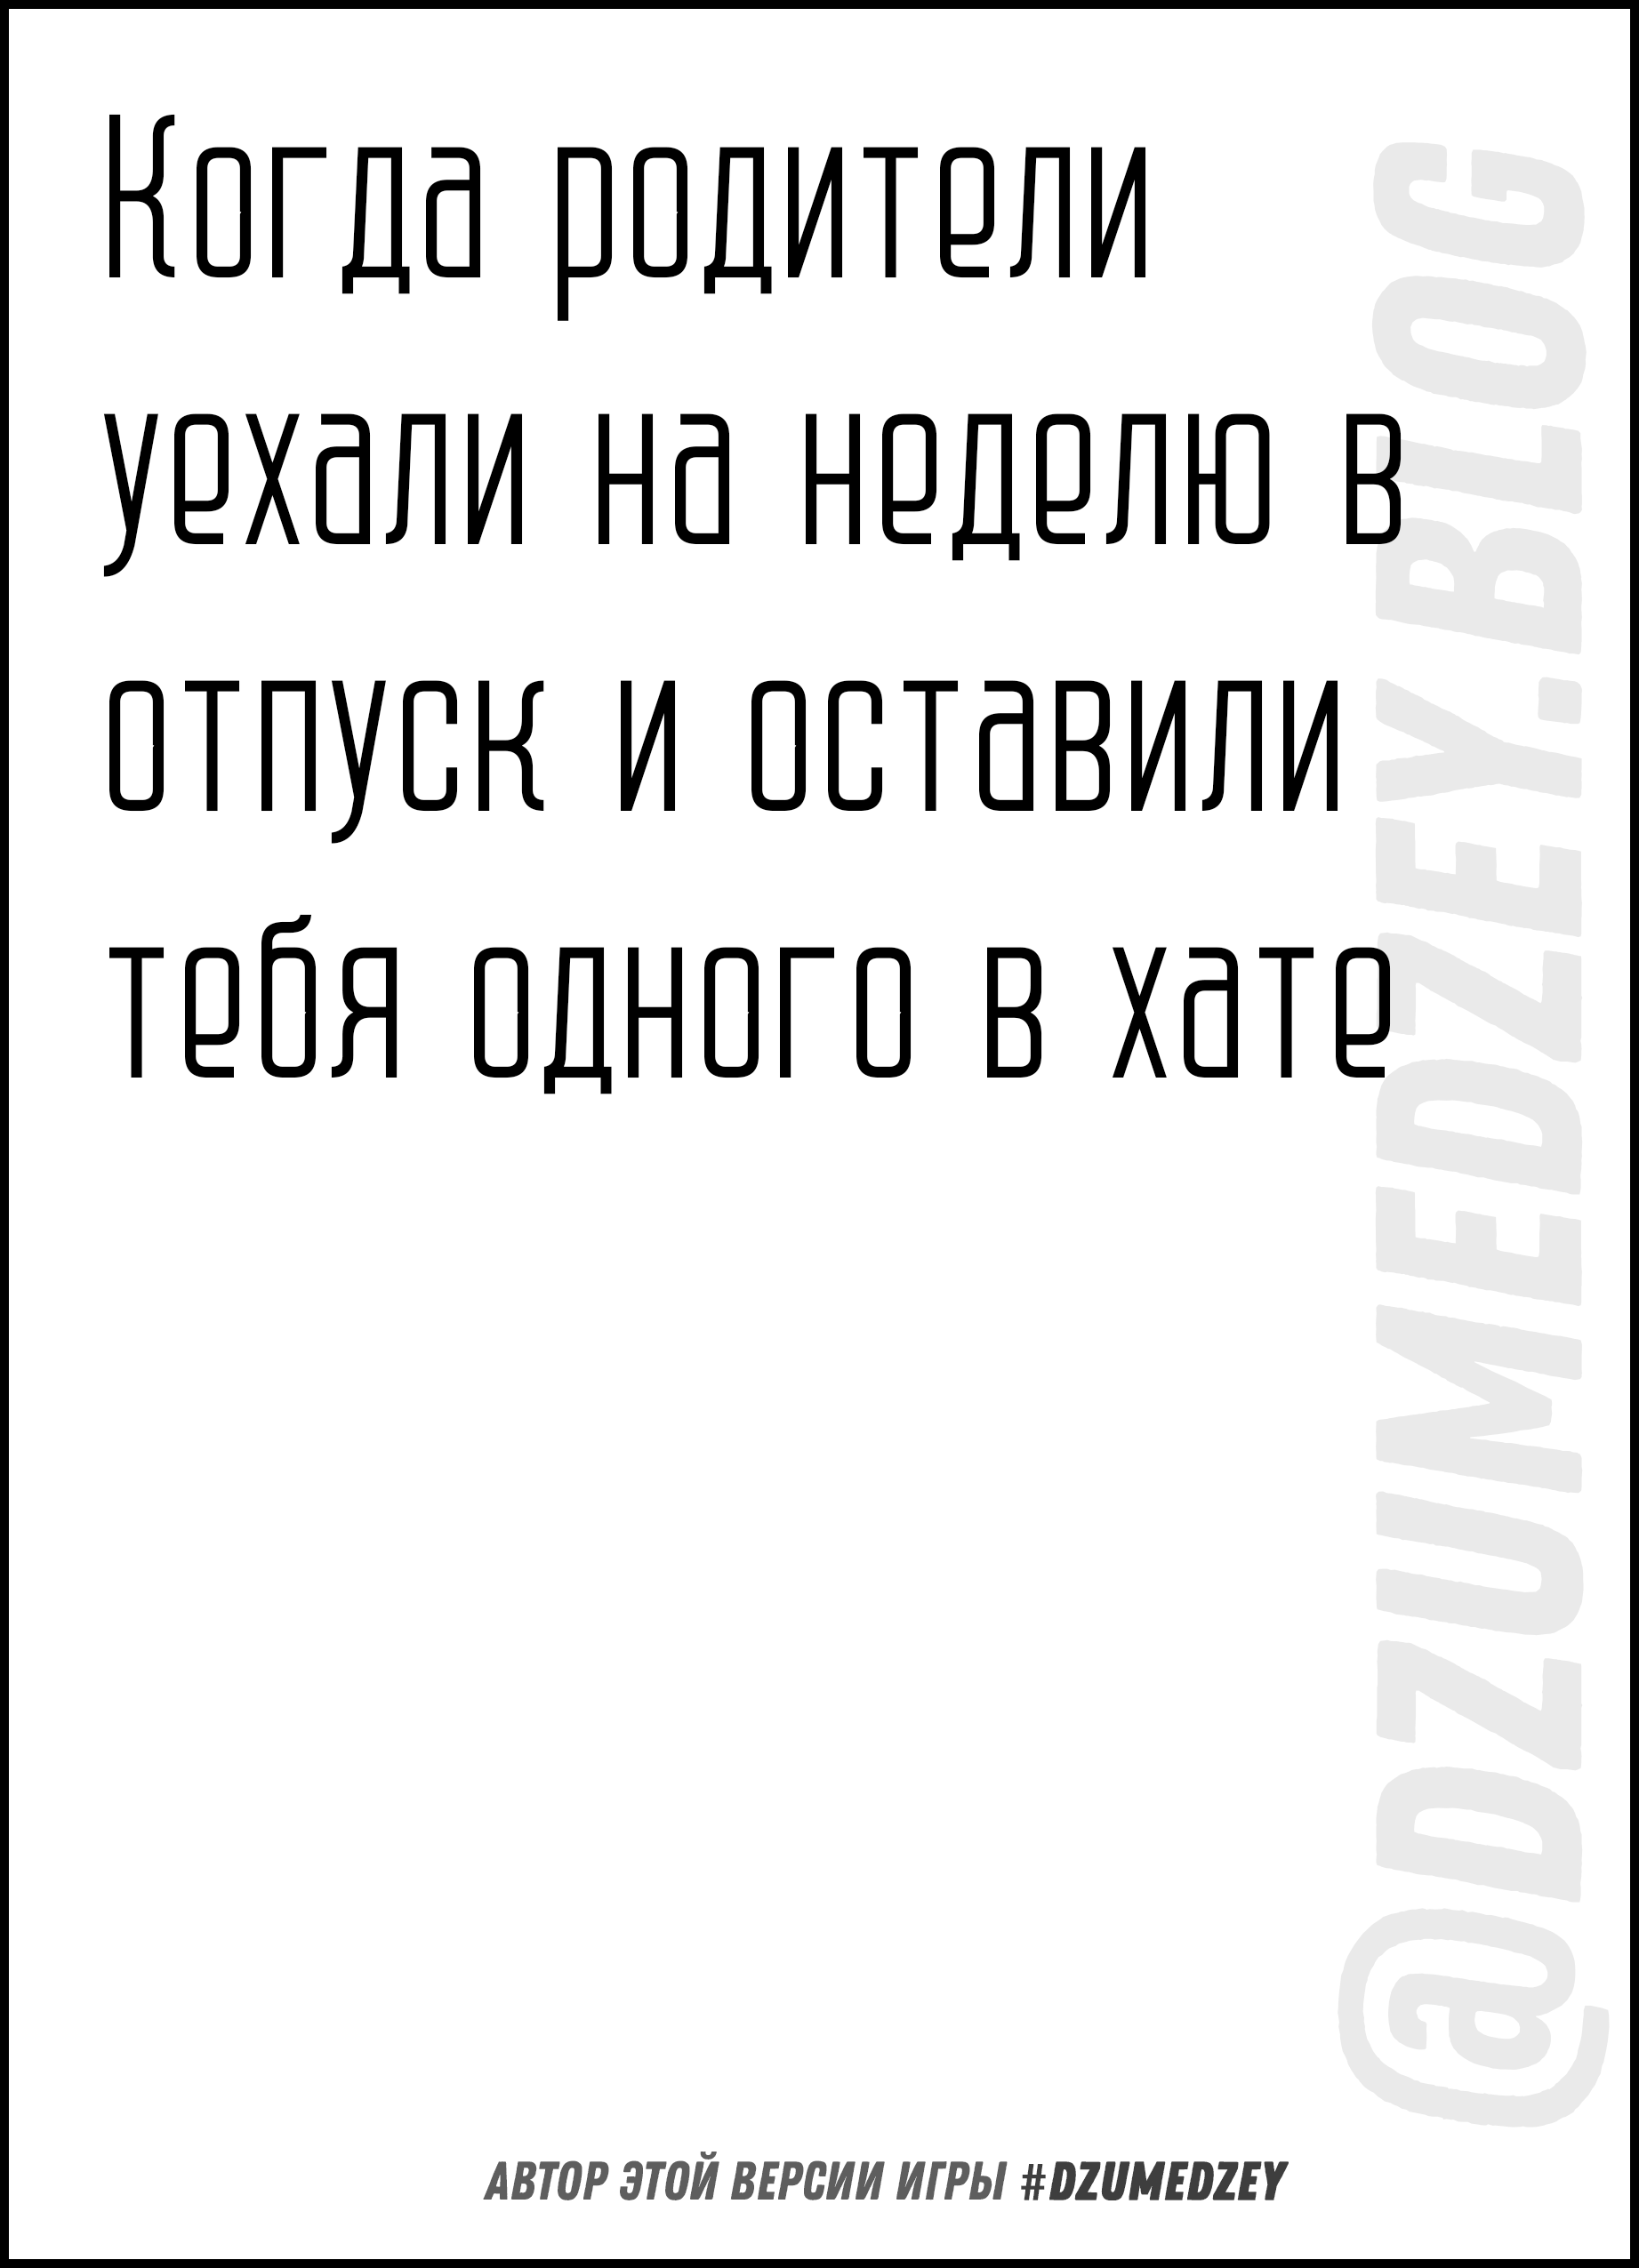 Когда родители
уехали на неделю в
отпуск и оставили
тебя одного в хате
@DZUMEDZEY.BLOG
АВТОР ЭТОЙ ВЕРСИИ ИГРЫ #DZUMEDZEY